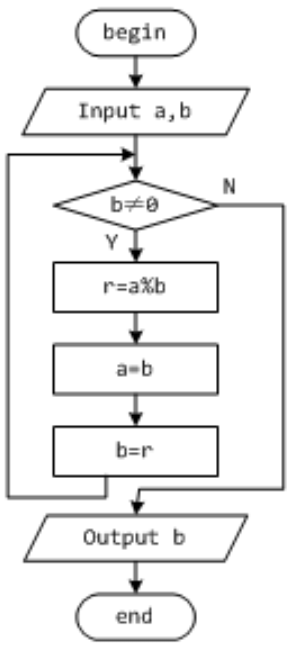 begin
Input a,b
b≠0
N
Y
r=a%b
a=b
b=r
Output b
end